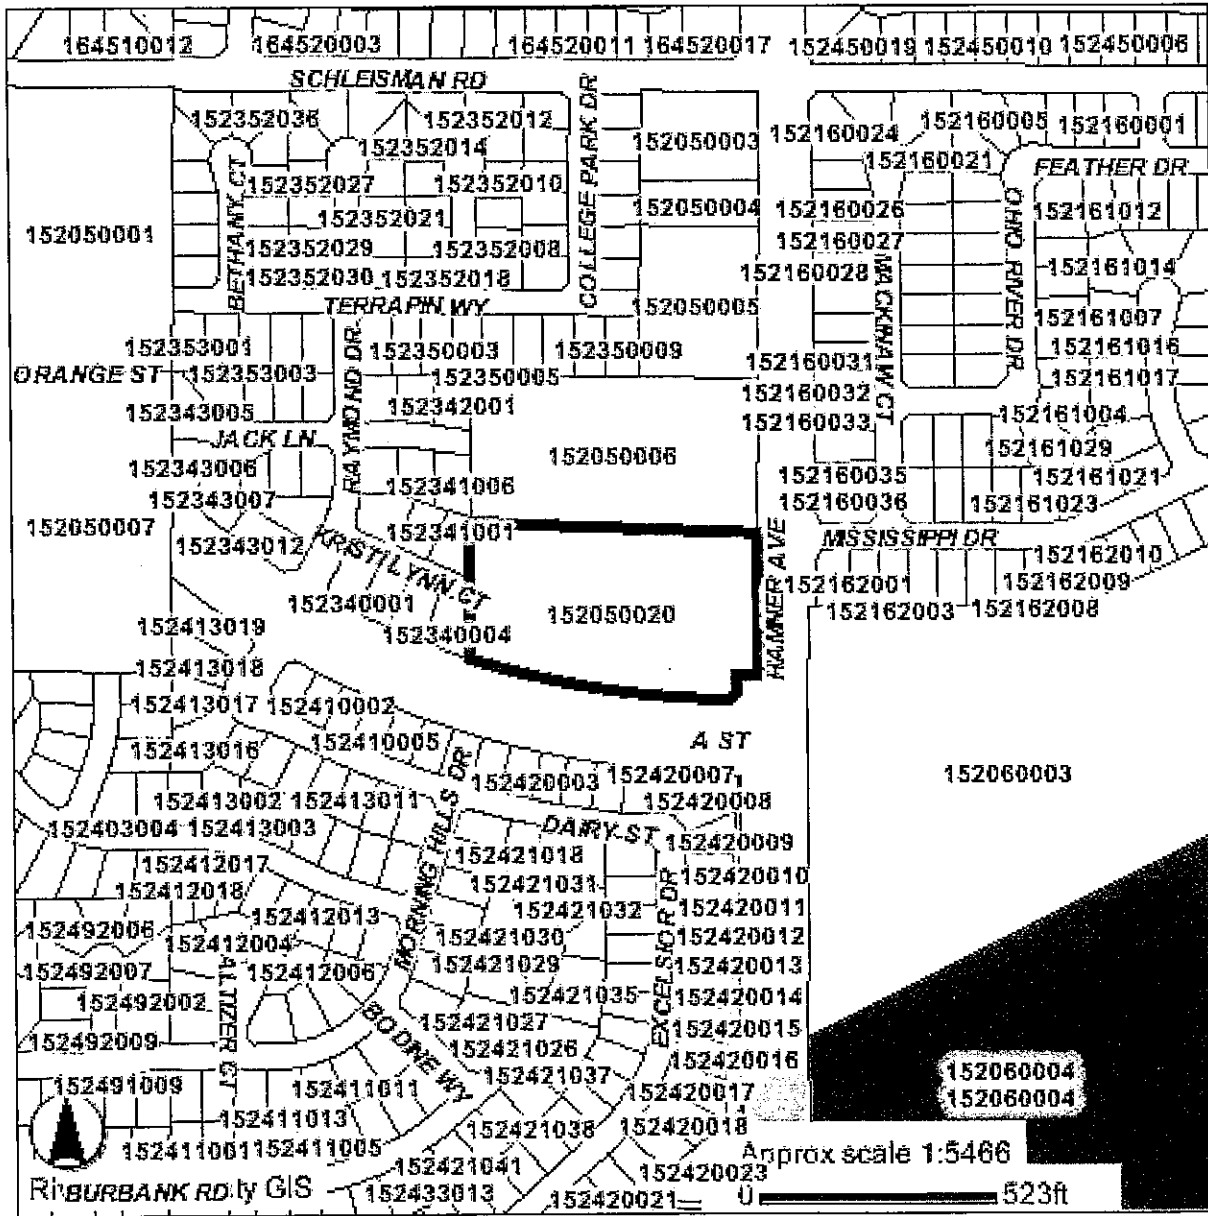 164510012 164520003 164520011 164520017 152450019 152450010 152450006
SCHLEISMAN RD
152352036 152352012 152160024 152160005 152160001
152352014 152050003 152160021 FEATHER DR
BETHANY CT 152352027 152352010 COLLEGE PARK DR
152352021 152050004 152160026 OHIO RIVER DR 152161012
152050001 152352029 152352008 152160027
152352030 152352018 152160028 MACKINAW CT 152161014
TERRAPIN WY 152050005 152161007
152353001 RAYMOND DR 152350003 152350009 152160031 152161016
ORANGE ST 152353003 152350005 152160032 152161017
152343005 152342001 152160033 152161004
JACK LN 152050006 152161029
152343006 152341006 152160035 152161021
152343007 152160036 152161023
152050007 152343012 KRISTI LYNN CT 152341001 HAMNER AVE MISSISSIPPI DR 152162010
152340001 152050020 152162001 152162009
152340004 152162003 152162008
152413019
152413018
152413017 152410002
152413016 152410005 A ST
MORNING HILLS DR 152420003 152420007 152060003
152413002 152413011 152420008
152403004 152413003 DAIRY ST 152420009
152412017 152421018 EXCELSIOR DR 152420010
152412018 152421031 152420011
152492006 152412013 152421032 152420012
152412004 152421030
152492007 ALTIZER CT 152412006 152421029 152420013
152492002 152421035 152420014
152492009 BODINE WY 152421027 152420015
152421026 152420016
152491009 152411011 152421037 152420017 152060004
152411013 152421038 152420018 152060004
152411001 152411005 152421041 152420023 Approx scale 1:5466
BURBANK RD ty GIS 152433013 152420021 0 523ft